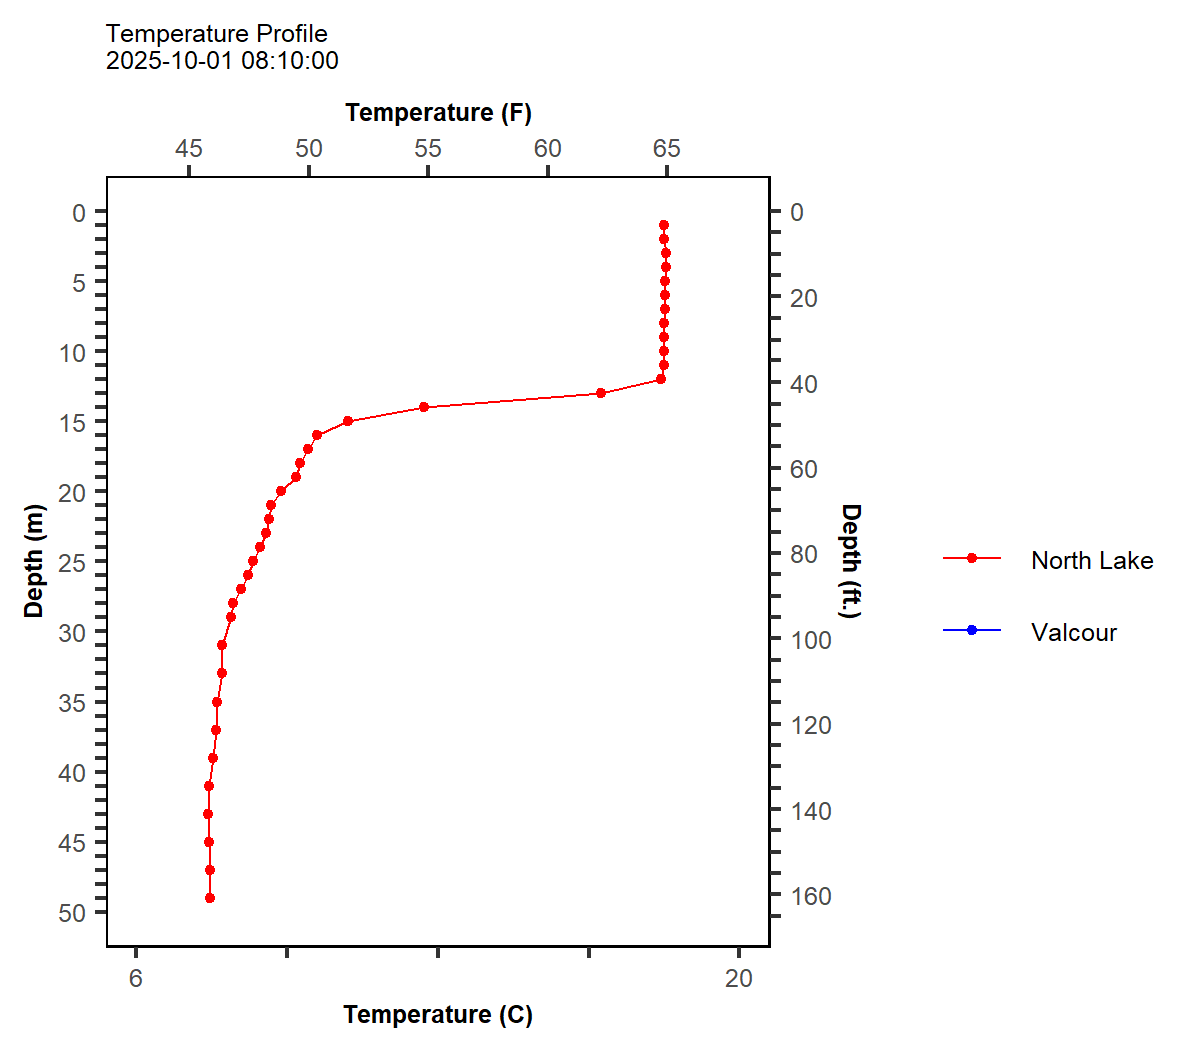 Temperature Profile
2025-10-01 08:10:00
Temperature (F)
45 50 55 60 65
0 0
5
20
10
40
15
60
20
80
25
30
100
35
120
40
140
45
160
50
Depth (m)
Depth (ft.)
North Lake
Valcour
6 20
Temperature (C)